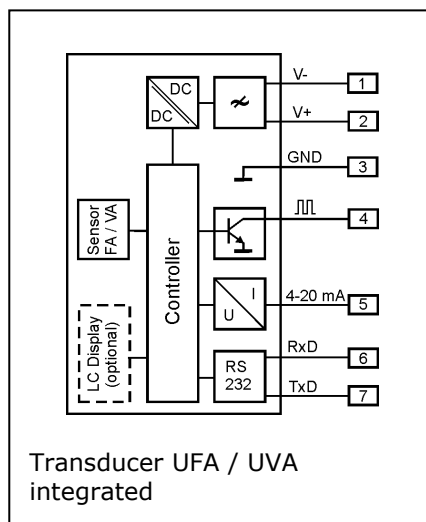 DC
DC
V-
1
V+
2
GND
3
4
Sensor
FA / VA
Controller
I
U
4-20 mA
5
LC Display
(optional)
RS
232
RxD
6
TxD
7
Transducer UFA / UVA
integrated